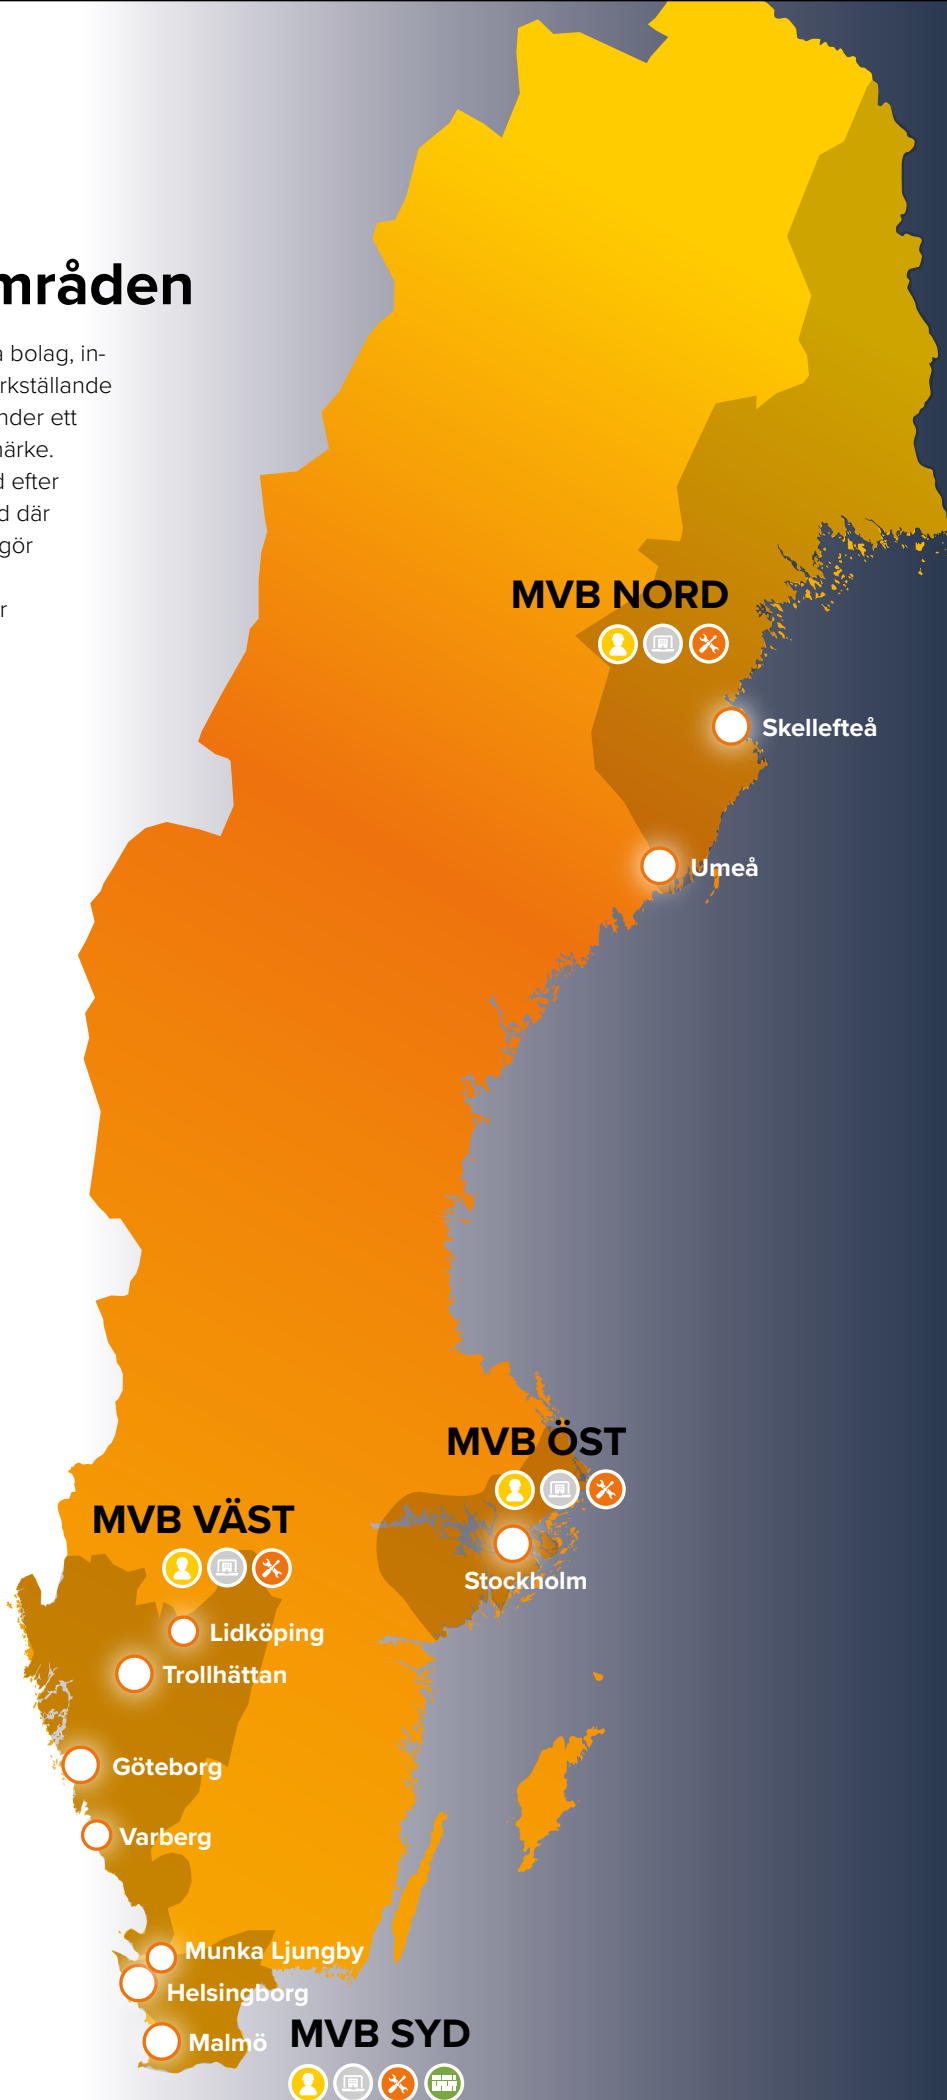 mråden
bolag, in-
rkställande
nder ett
ärke.
efter
d där
gör
r
MVB NORD
Skellefteå
Umeå
MVB ÖST
Stockholm
MVB VÄST
Lidköping
Trollhättan
Göteborg
Varberg
Munka Ljungby
Helsingborg
Malmö
MVB SYD